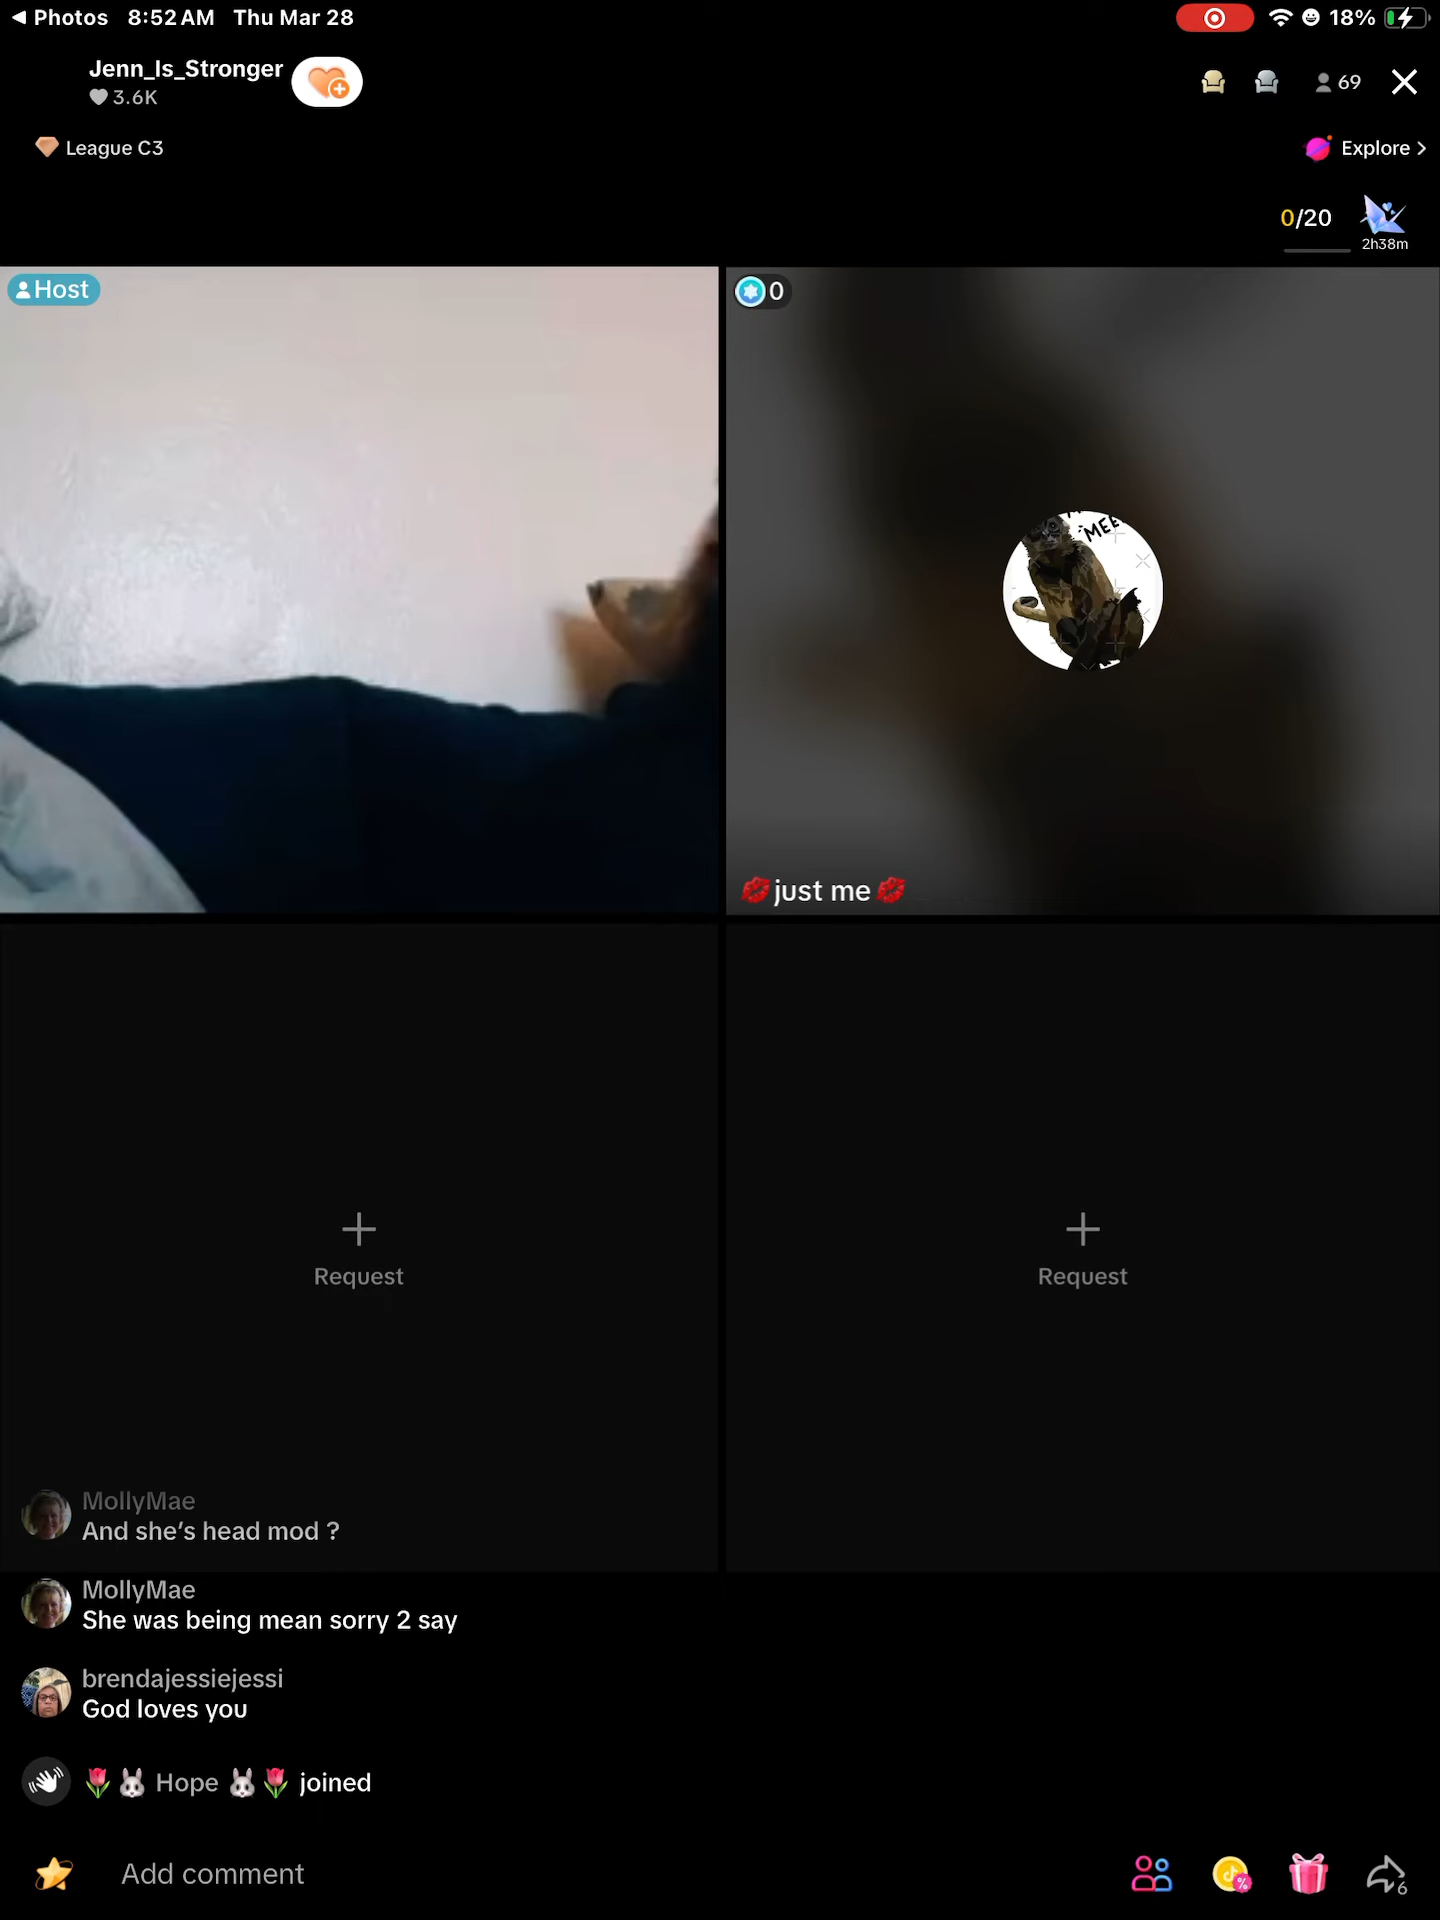 Photos 8:52 AM Thu Mar 28 18%
Jenn_Is_Stronger
3.6K
69
League C3
Explore >
0/20
2h38m
Host
0
MEE
just me
Request
Request
MollyMae
And she's head mod ?
MollyMae
She was being mean sorry 2 say
brendajessiejessi
God loves you
Hope joined
Add comment
6